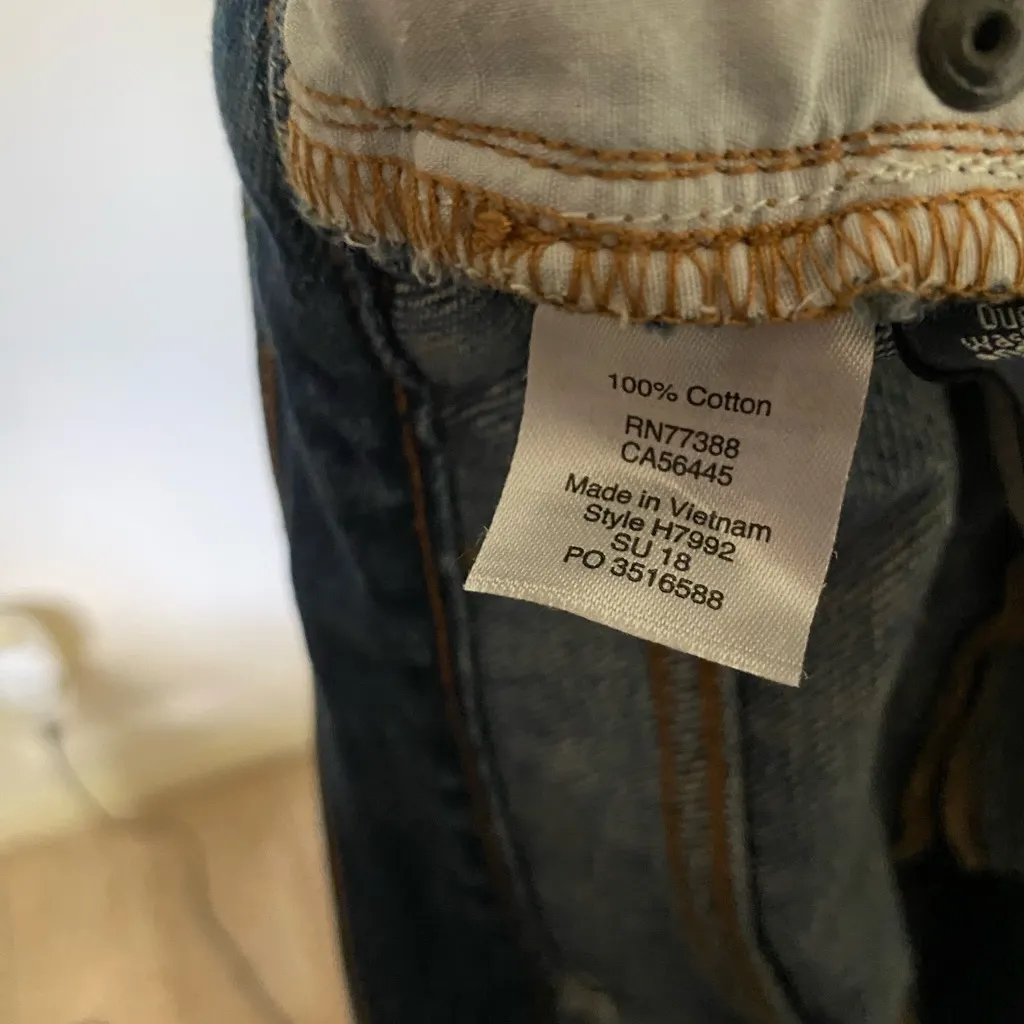 100% Cotton
RN77388
CA56445
Made in Vietnam
Style H7992
SU 18
PO 3516588